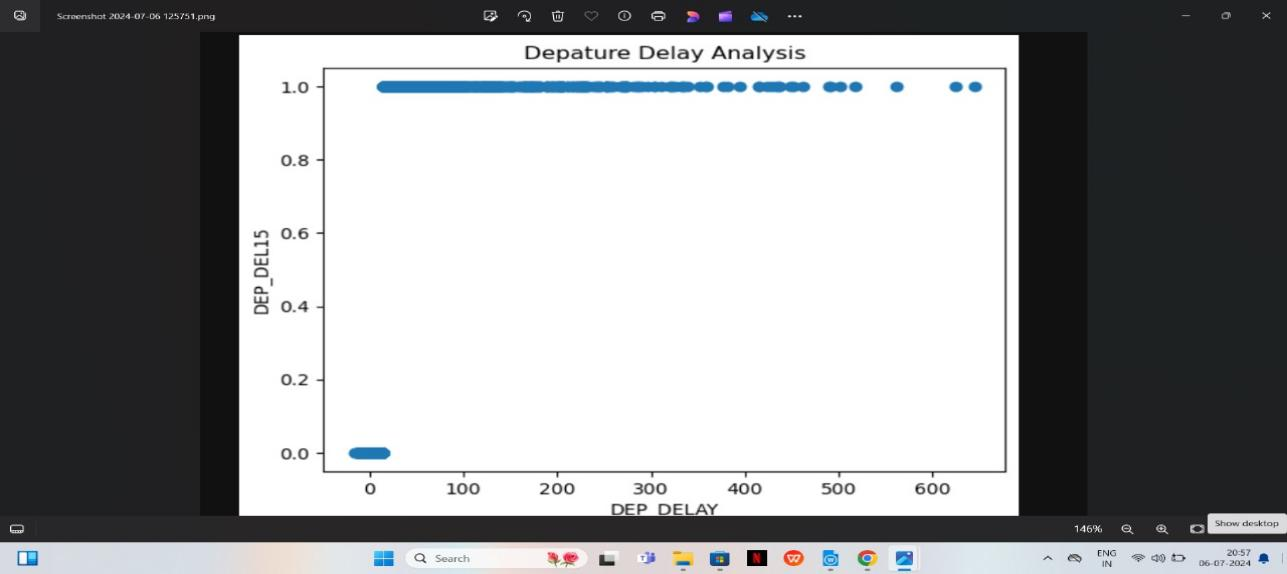 Screenshot 2024-07-06 125751.png
Depature Delay Analysis
1.0
0.8
0.6
0.4
0.2
0.0
DEP_DEL15
0 100 200 300 400 500 600
DEP DELAY
146%
Show desktop
Search
ENG
IN
20:57
06-07-2024